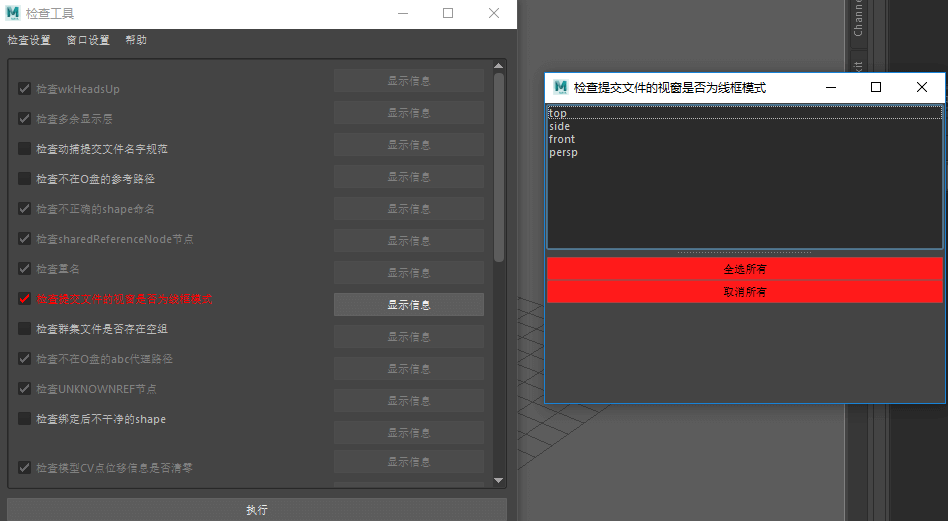 检查工具
检查设置 窗口设置 帮助
检查wkHeadsUp 显示信息
检查多余显示层 显示信息
检查动捕提交文件名字规范 显示信息
检查不在O盘的参考路径 显示信息
检查不正确的shape命名 显示信息
检查sharedReferenceNode节点 显示信息
检查重名 显示信息
检查提交文件的视窗是否为线框模式 显示信息
检查群集文件是否存在空组 显示信息
检查不在O盘的abc代理路径 显示信息
检查UNKNOWNREF节点 显示信息
检查绑定后不干净的shape 显示信息
检查模型CV点位移信息是否清零 显示信息
执行
Channe
kit
检查提交文件的视窗是否为线框模式
top
side
front
persp
全选所有
取消所有